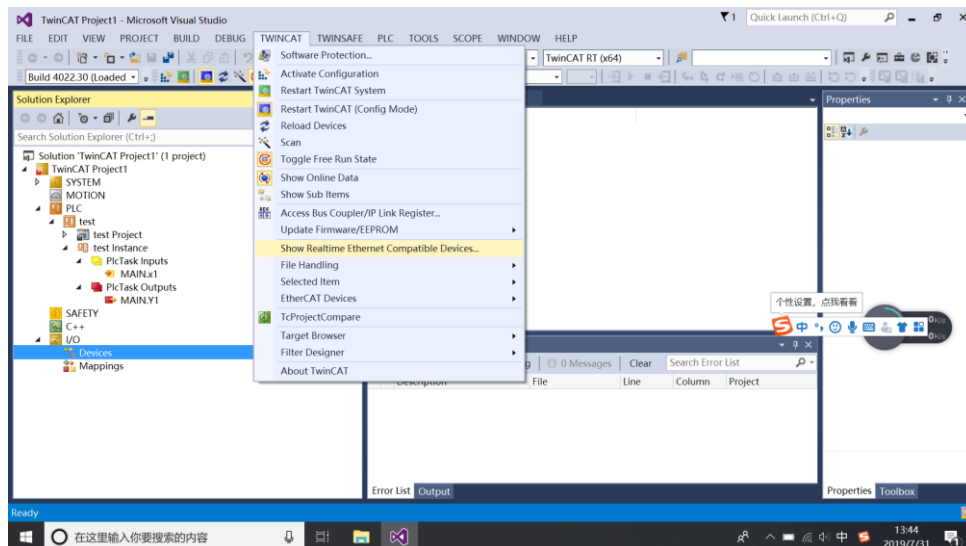 TwinCAT Project1 - Microsoft Visual Studio
1
Quick Launch (Ctrl+Q)
FILE EDIT VIEW PROJECT BUILD DEBUG TWINCAT TWINSAFE PLC TOOLS SCOPE WINDOW HELP
TwinCAT RT (x64)
Build 4022.30 (Loaded
Software Protection...
Activate Configuration
Restart TwinCAT System
Restart TwinCAT (Config Mode)
Reload Devices
Scan
Toggle Free Run State
Show Online Data
Show Sub Items
Access Bus Coupler/IP Link Register...
Update Firmware/EEPROM
Show Realtime Ethernet Compatible Devices...
File Handling
Selected Item
EtherCAT Devices
TcProjectCompare
Target Browser
Filter Designer
About TwinCAT
Solution Explorer
Search Solution Explorer (Ctrl+;)
Solution 'TwinCAT Project1' (1 project)
TwinCAT Project1
SYSTEM
MOTION
PLC
test
test Project
test Instance
PlcTask Inputs
MAIN.x1
PlcTask Outputs
MAIN.Y1
SAFETY
C++
I/O
Devices
Mappings
Properties
个性设置，点我看看
中
0K/s
0K/s
0 Messages Clear Search Error List
Description File Line Column Project
Error List Output
Properties Toolbox
Ready
在这里输入你要搜索的内容
中
13:44
2019/7/31